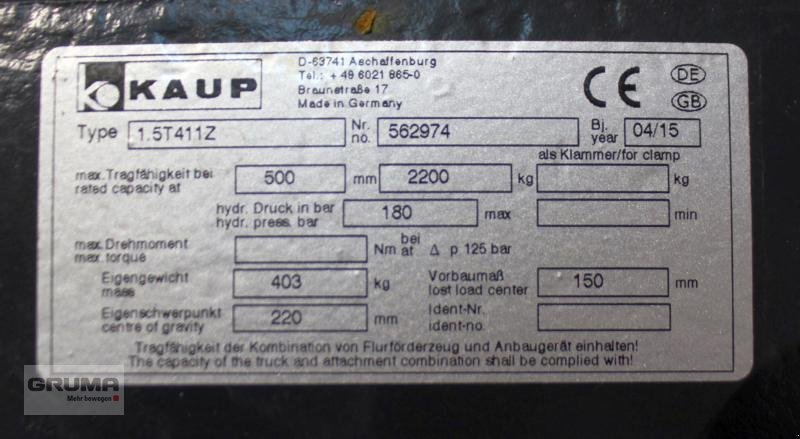 KAUP
D-63741 Aschaffenburg
Tel.: +49 6021 865-0
Braunstraße 17
Made in Germany
CE
DE
GB
Type 1.5T411Z Nr. no. 562974 Bj. year 04/15
als Klammer/for clamp
max. Tragfähigkeit bei
rated capacity at 500 mm 2200 kg kg
hydr. Druck in bar
hydr. press. bar 180 max min
max. Drehmoment
max. torque Nm bei at Δ p 125 bar
Eigengewicht
mass 403 kg Vorbaumaß
lost load center 150 mm
Eigenschwerpunkt
centre of gravity 220 mm Ident-Nr.
ident-no.
Tragfähigkeit der Kombination von Flurförderzeug und Anbaugerät einhalten!
The capacity of the truck and attachment combination shall be complied with!
GRUMA
Mehr bewegen